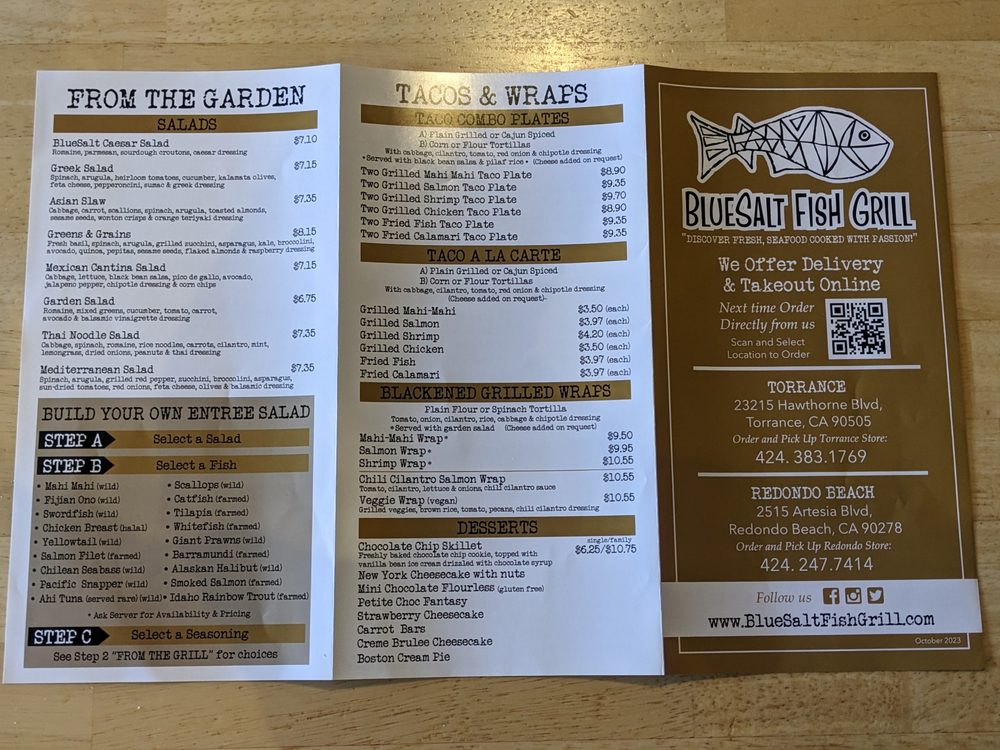 FROM THE GARDEN
SALADS
BlueSalt Caesar Salad $7.10
Romaine, parmesan, sourdough croutons, caesar dressing
Greek Salad $7.15
Spinach, arugula, heirloom tomatoes, cucumber, kalamata olives,
feta cheese, pepperoncini, sumac & greek dressing
Asian Slaw $7.35
Cabbage, carrot, scallions, spinach, arugula, toasted almonds,
sesame seeds, wonton crisps & orange teriyaki dressing
Greens & Grains $8.15
Fresh basil, spinach, arugula, grilled zucchini, asparagus, kale, broccolini,
avocado, quinoa, pepitas, sesame seeds, flaked almonds & raspberry dressing
Mexican Cantina Salad $7.15
Cabbage, lettuce, black bean salsa, pico de gallo, avocado,
jalapeno pepper, chipotle dressing & corn chips
Garden Salad $6.75
Romaine, mixed greens, cucumber, tomato, carrot,
avocado & balsamic vinaigrette dressing
Thai Noodle Salad $7.35
Cabbage, spinach, romaine, rice noodles, carrots, cilantro, mint,
lemongrass, dried onions, peanuts & thai dressing
Mediterranean Salad $7.35
Spinach, arugula, grilled red pepper, zucchini, broccolini, asparagus,
sun-dried tomatoes, red onions, feta cheese, olives & balsamic dressing
BUILD YOUR OWN ENTREE SALAD
STEP A Select a Salad
STEP B Select a Fish
• Mahi Mahi (wild)
• Fijian Ono (wild)
• Swordfish (wild)
• Chicken Breast (halal)
• Yellowtail (wild)
• Salmon Filet (farmed)
• Chilean Seabass (wild)
• Pacific Snapper (wild)
• Ahi Tuna (served rare) (wild)
• Scallops (wild)
• Catfish (farmed)
• Tilapia (farmed)
• Whitefish (farmed)
• Giant Prawns (wild)
• Barramundi (farmed)
• Alaskan Halibut (wild)
• Smoked Salmon (farmed)
• Idaho Rainbow Trout (farmed)
* Ask Server for Availability & Pricing
STEP C Select a Seasoning
See Step 2 "FROM THE GRILL" for choices
TACOS & WRAPS
TACO COMBO PLATES
A) Plain Grilled or Cajun Spiced
B) Corn or Flour Tortillas
With cabbage, cilantro, tomato, red onion & chipotle dressing
*Served with black bean salsa & pilaf rice • (Cheese added on request)
Two Grilled Mahi Mahi Taco Plate $8.90
Two Grilled Salmon Taco Plate $9.35
Two Grilled Shrimp Taco Plate $9.70
Two Grilled Chicken Taco Plate $8.90
Two Fried Fish Taco Plate $9.35
Two Fried Calamari Taco Plate $9.35
TACO A LA CARTE
A) Plain Grilled or Cajun Spiced
B) Corn or Flour Tortillas
With cabbage, cilantro, tomato, red onion & chipotle dressing
(Cheese added on request)
Grilled Mahi-Mahi $3.50 (each)
Grilled Salmon $3.97 (each)
Grilled Shrimp $4.20 (each)
Grilled Chicken $3.50 (each)
Fried Fish $3.97 (each)
Fried Calamari $3.97 (each)
BLACKENED GRILLED WRAPS
Plain Flour or Spinach Tortilla
Tomato, onion, cilantro, rice, cabbage & chipotle dressing
*Served with garden salad (Cheese added on request)
Mahi-Mahi Wrap* $9.50
Salmon Wrap* $9.95
Shrimp Wrap* $10.55
Chili Cilantro Salmon Wrap $10.55
Tomato, cilantro, lettuce & onions, chili cilantro sauce
Veggie Wrap (vegan) $10.55
Grilled veggies, brown rice, tomato, pecans, chili cilantro dressing
DESSERTS
single/family
Chocolate Chip Skillet $6.25/$10.75
Freshly baked chocolate chip cookie, topped with
vanilla bean ice cream drizzled with chocolate syrup
New York Cheesecake with nuts
Mini Chocolate Flourless (gluten free)
Petite Choc Fantasy
Strawberry Cheesecake
Carrot Bars
Creme Brulee Cheesecake
Boston Cream Pie
BLUESALT FISH GRILL
"DISCOVER FRESH, SEAFOOD COOKED WITH PASSION!"
We Offer Delivery
& Takeout Online
Next time Order
Directly from us
Scan and Select
Location to Order
TORRANCE
23215 Hawthorne Blvd,
Torrance, CA 90505
Order and Pick Up Torrance Store:
424. 383.1769
REDONDO BEACH
2515 Artesia Blvd,
Redondo Beach, CA 90278
Order and Pick Up Redondo Store:
424. 247.7414
Follow us
www.BlueSaltFishGrill.com
October 2023